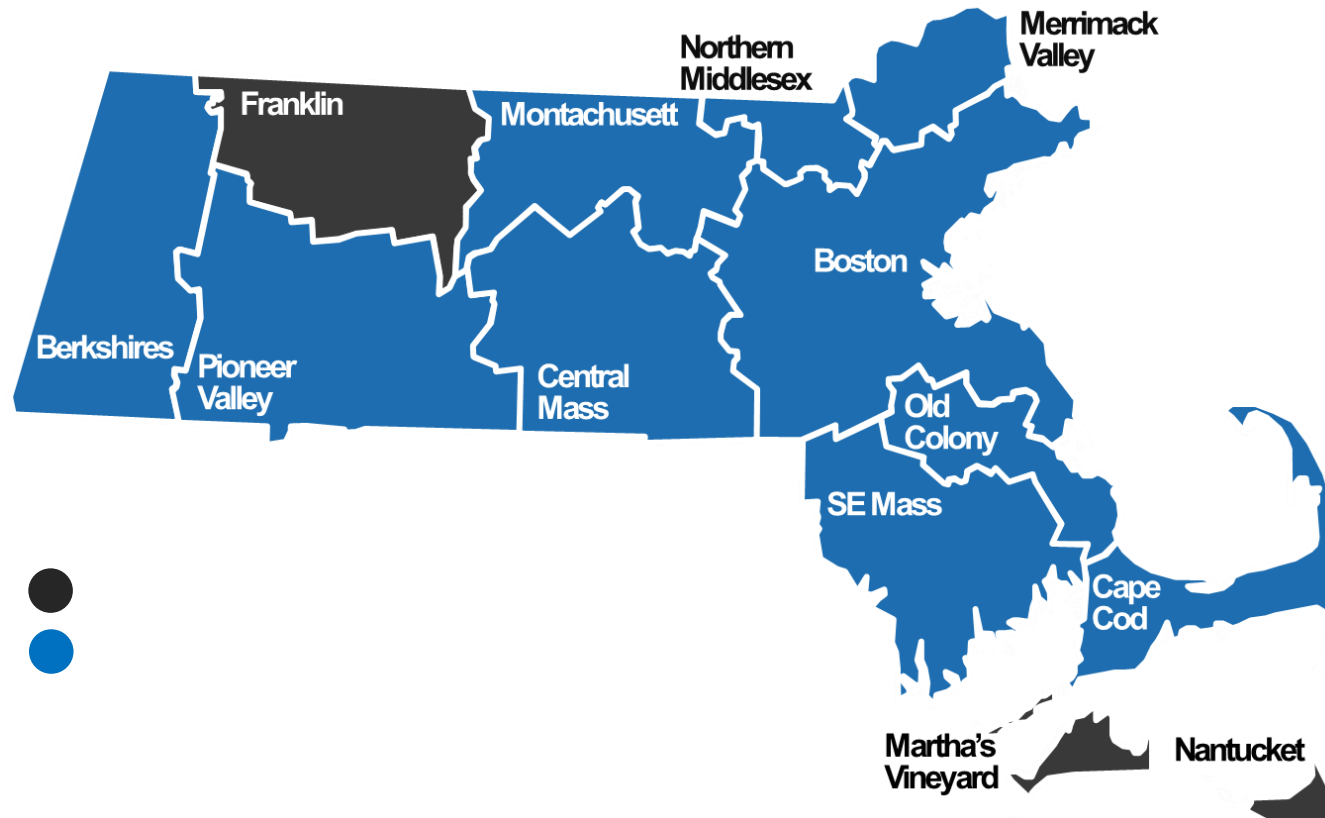 Merrimack
Valley
Northern
Middlesex
Franklin
Montachusett
Boston
Berkshires
Pioneer
Valley
Central
Mass
Old
Colony
SE Mass
Cape
Cod
Martha's
Vineyard
Nantucket